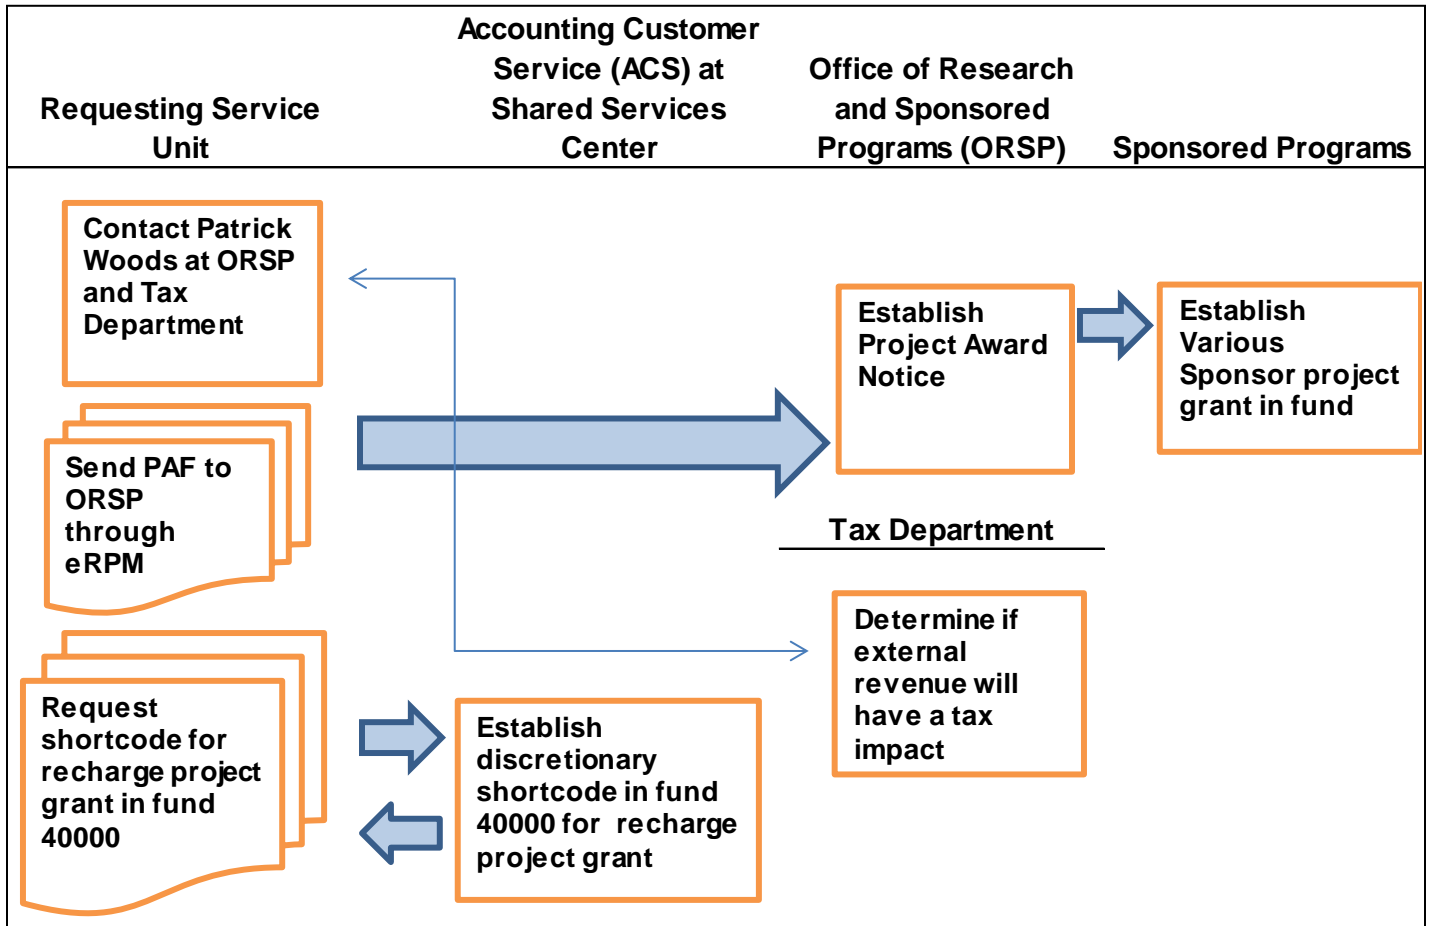 Requesting Service
Unit
Accounting Customer
Service (ACS) at
Shared Services
Center
Office of Research
and Sponsored
Programs (ORSP)
Sponsored Programs
Contact Patrick
Woods at ORSP
and Tax
Department
Establish
Project Award
Notice
Establish
Various
Sponsor project
grant in fund
Send PAF to
ORSP
through
eRPM
Tax Department
Determine if
external
revenue will
have a tax
impact
Request
shortcode for
recharge project
grant in fund
40000
Establish
discretionary
shortcode in fund
40000 for recharge
project grant